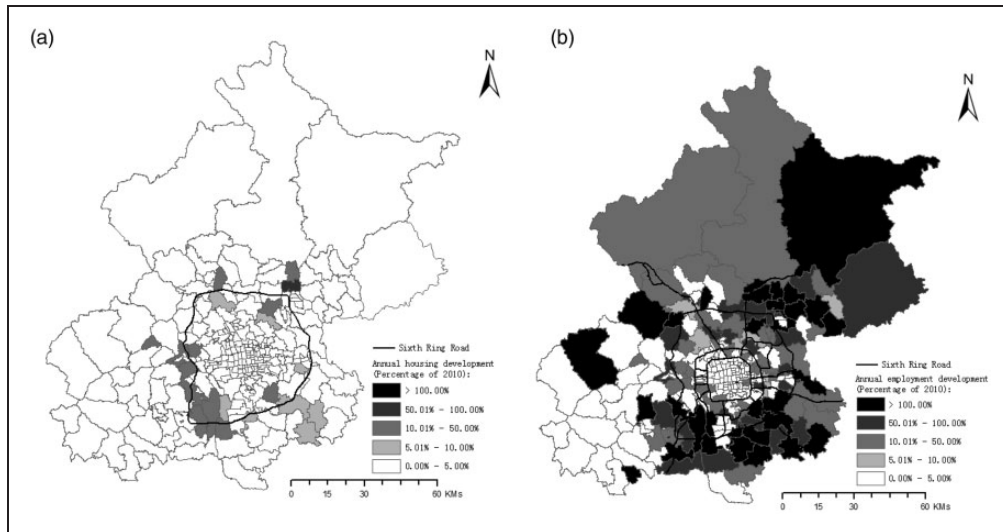 (a)
N
Sixth Ring Road
Annual housing development
(Percentage of 2010):
> 100.00%
50.01% - 100.00%
10.01% - 50.00%
5.01% - 10.00%
0.00% - 5.00%
0 15 30 60 KMs
(b)
N
Sixth Ring Road
Annual employment development
(Percentage of 2010):
> 100.00%
50.01% - 100.00%
10.01% - 50.00%
5.01% - 10.00%
0.00% - 5.00%
0 15 30 60 KMs